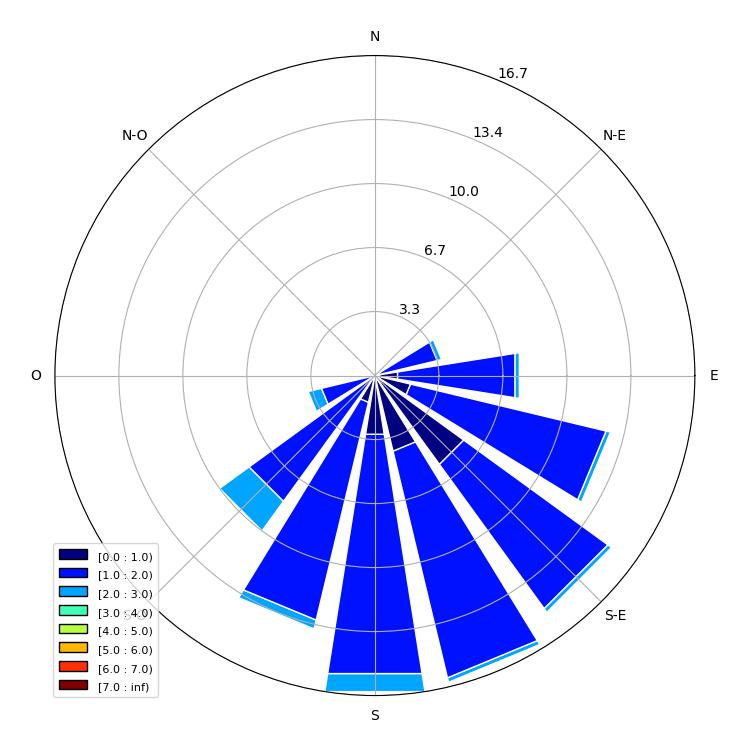 N
16.7
N-O
13.4
N-E
10.0
6.7
3.3
O
E
[0.0 : 1.0)
[1.0 : 2.0)
[2.0 : 3.0)
[3.0 : 4.0)
[4.0 : 5.0)
[5.0 : 6.0)
[6.0 : 7.0)
[7.0 : inf)
S-E
S